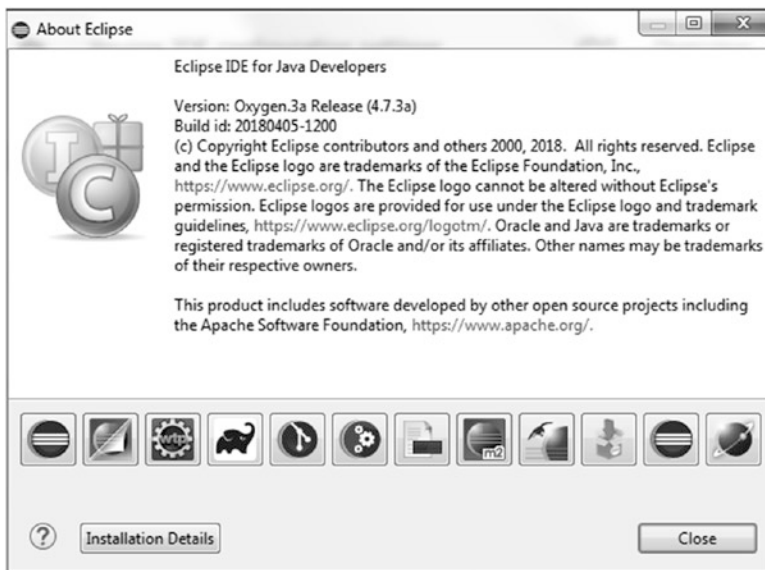 About Eclipse
Eclipse IDE for Java Developers
Version: Oxygen.3a Release (4.7.3a)
Build id: 20180405-1200
(c) Copyright Eclipse contributors and others 2000, 2018.  All rights reserved. Eclipse
and the Eclipse logo are trademarks of the Eclipse Foundation, Inc.,
https://www.eclipse.org/. The Eclipse logo cannot be altered without Eclipse's
permission. Eclipse logos are provided for use under the Eclipse logo and trademark
guidelines, https://www.eclipse.org/logotm/. Oracle and Java are trademarks or
registered trademarks of Oracle and/or its affiliates. Other names may be trademarks
of their respective owners.
This product includes software developed by other open source projects including
the Apache Software Foundation, https://www.apache.org/.
I
C
wtp
m2
?
Installation Details
Close